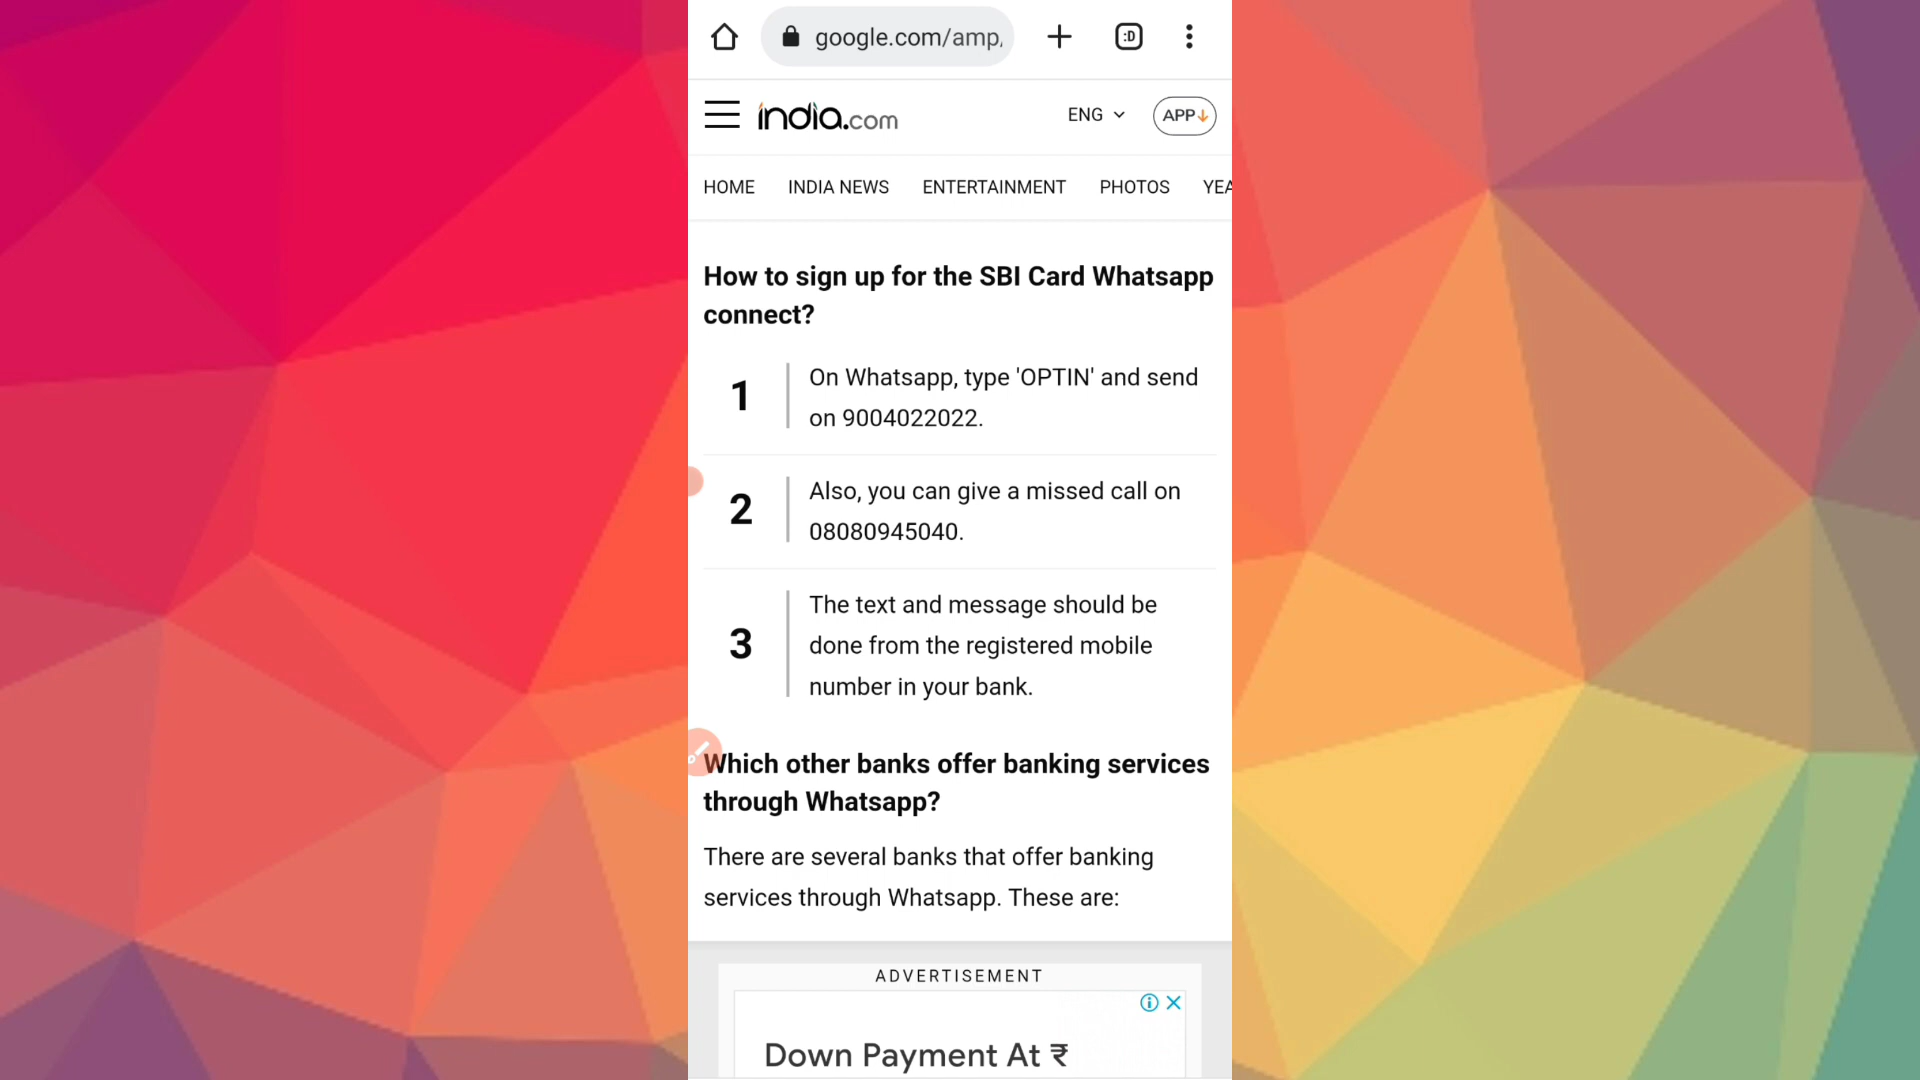 google.com/amp
:D
india.com
ENG
APP
HOME INDIA NEWS ENTERTAINMENT PHOTOS YEA
How to sign up for the SBI Card Whatsapp
connect?
1
On Whatsapp, type 'OPTIN' and send
on 9004022022.
2
Also, you can give a missed call on
08080945040.
3
The text and message should be
done from the registered mobile
number in your bank.
Which other banks offer banking services
through Whatsapp?
There are several banks that offer banking
services through Whatsapp. These are:
ADVERTISEMENT
Down Payment At ₹